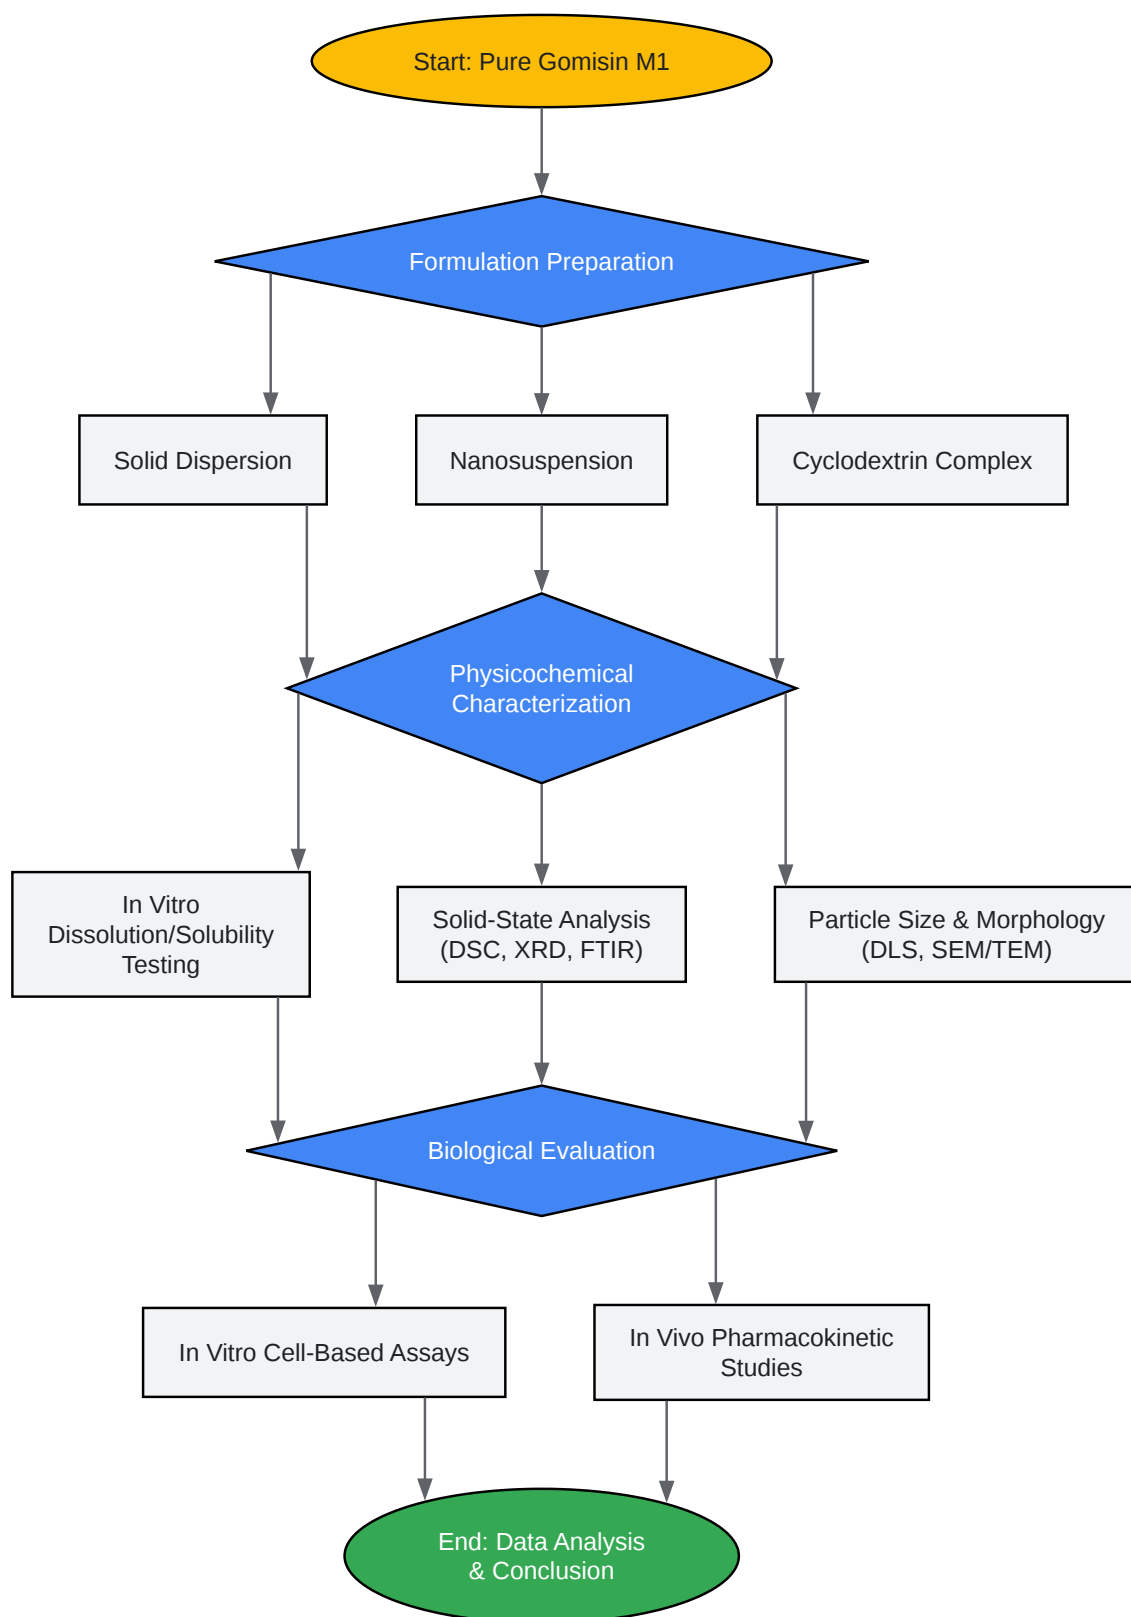 Start: Pure Gomisin M1
Formulation Preparation
Solid Dispersion
Nanosuspension
Cyclodextrin Complex
Physicochemical
Characterization
In Vitro
Dissolution/Solubility
Testing
Solid-State Analysis
(DSC, XRD, FTIR)
Particle Size & Morphology
(DLS, SEM/TEM)
Biological Evaluation
In Vitro Cell-Based Assays
In Vivo Pharmacokinetic
Studies
End: Data Analysis
& Conclusion